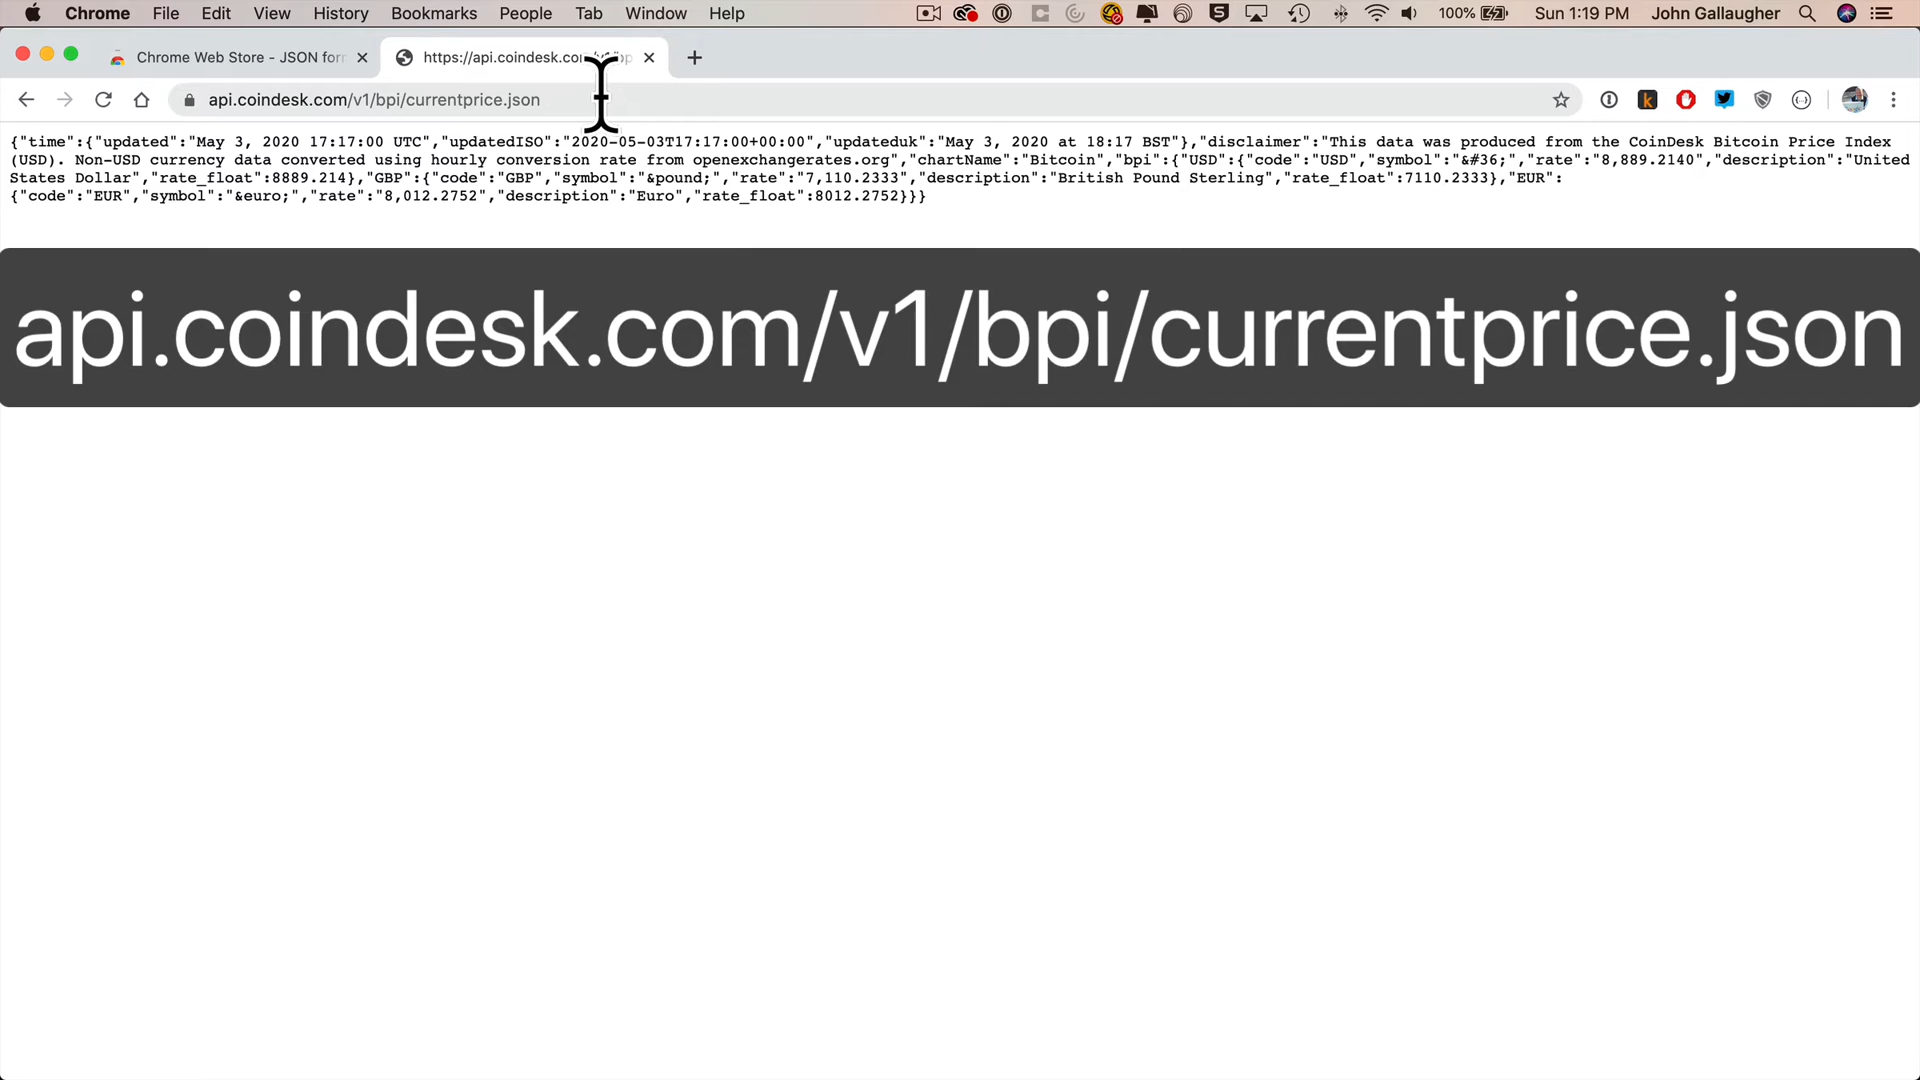 Chrome File Edit View History Bookmarks People Tab Window Help 100% Sun 1:19 PM John Gallaugher
Chrome Web Store - JSON for https://api.coindesk.co
api.coindesk.com/v1/bpi/currentprice.json
{"time":{"updated":"May 3, 2020 17:17:00 UTC","updatedISO":"2020-05-03T17:17:00+00:00","updateduk":"May 3, 2020 at 18:17 BST"},"disclaimer":"This data was produced from the CoinDesk Bitcoin Price Index
(USD). Non-USD currency data converted using hourly conversion rate from openexchangerates.org","chartName":"Bitcoin","bpi":{"USD":{"code":"USD","symbol":"&#36;","rate":"8,889.2140","description":"United
States Dollar","rate_float":8889.214},"GBP":{"code":"GBP","symbol":"&pound;","rate":"7,110.2333","description":"British Pound Sterling","rate_float":7110.2333},"EUR":
{"code":"EUR","symbol":"&euro;","rate":"8,012.2752","description":"Euro","rate_float":8012.2752}}}
api.coindesk.com/v1/bpi/currentprice.json